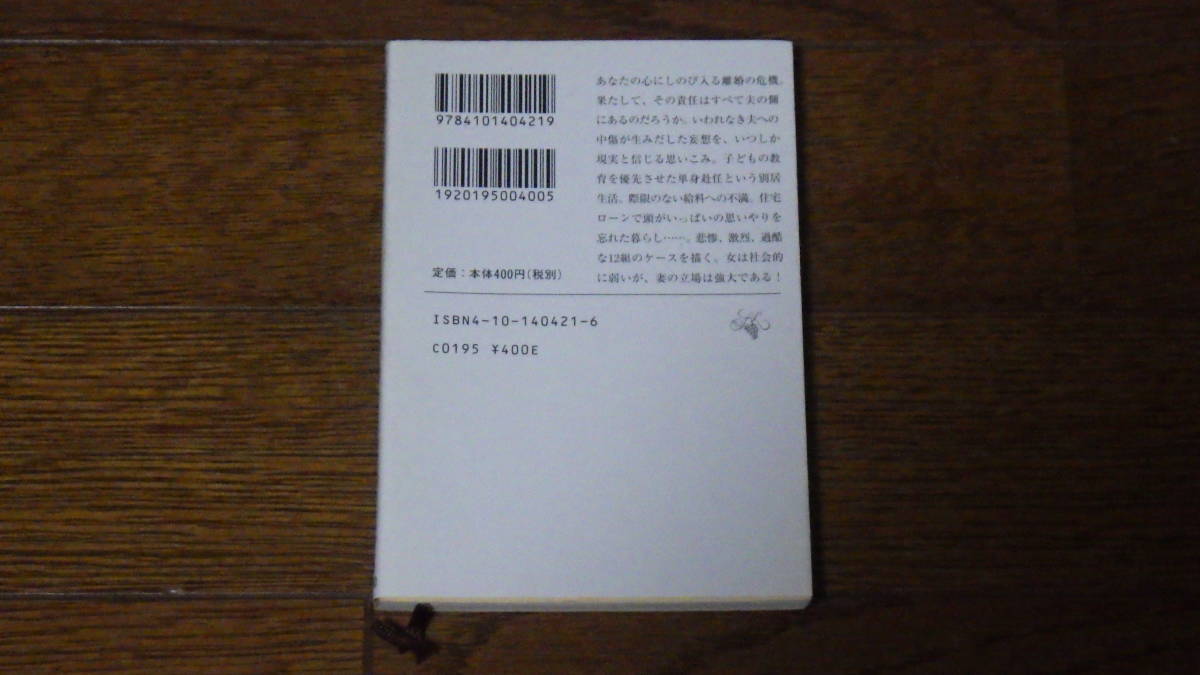 9784101404219
1920195004005
定価：本体400円(税別)
あなたの心にしのび入る離婚の危機。
果たして、その責任はすべて夫の側
にあるのだろうか。いわれなき夫への
中傷が生みだした妄想を、いつしか
現実と信じる思いこみ。子どもの教
育を優先させた単身赴任という別居
生活。際限のない給料への不満。住宅
ローンで頭がいっぱいの思いやりを
忘れた暮らし……。悲惨、激烈、過酷
な12組のケースを描く。女は社会的
に弱いが、妻の立場は強大である！
ISBN4-10-140421-6
C0195 ¥400E